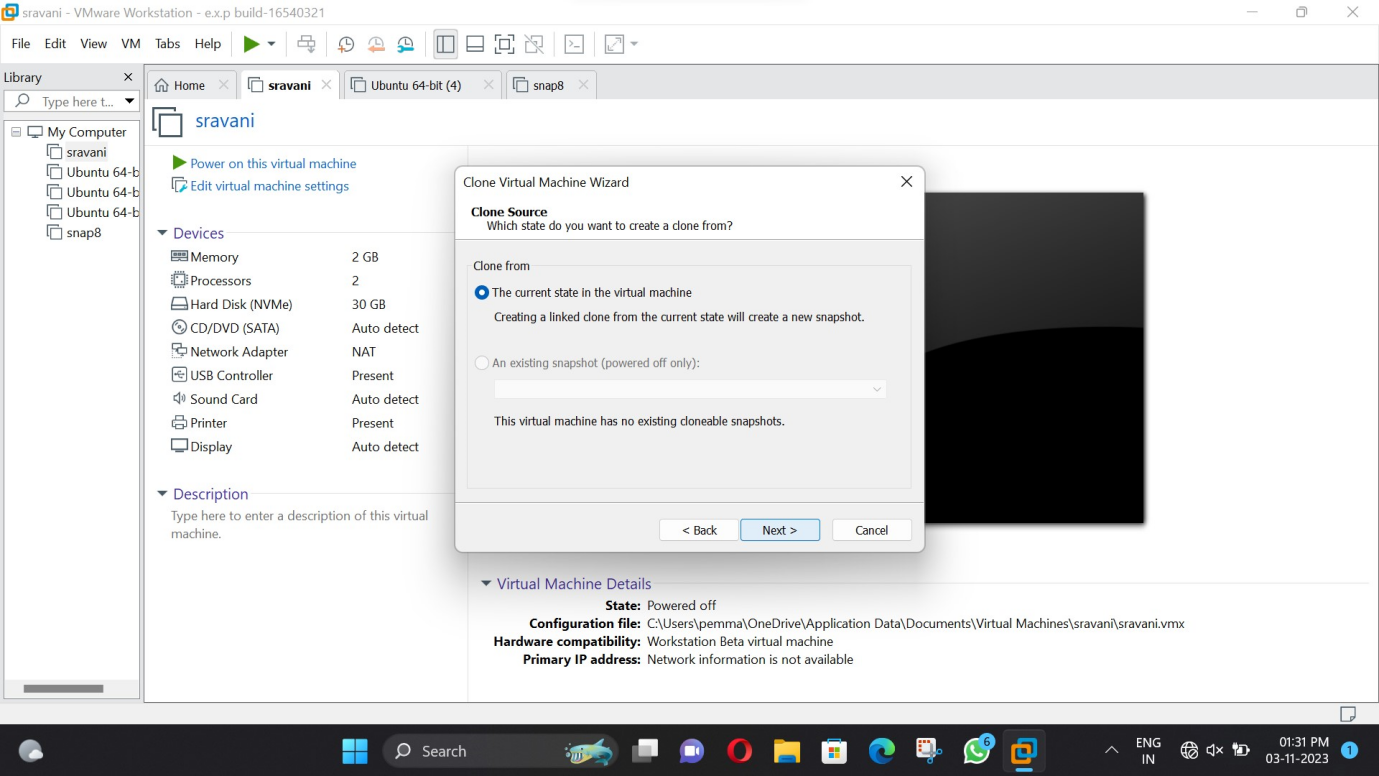 sravani - VMware Workstation - e.x.p build-16540321
File Edit View VM Tabs Help
Library
Type here t...
My Computer
sravani
Ubuntu 64-b
Ubuntu 64-b
Ubuntu 64-b
snap8
Home
sravani
Ubuntu 64-bit (4)
snap8
sravani
Power on this virtual machine
Edit virtual machine settings
Devices
Memory 2 GB
Processors 2
Hard Disk (NVMe) 30 GB
CD/DVD (SATA) Auto detect
Network Adapter NAT
USB Controller Present
Sound Card Auto detect
Printer Present
Display Auto detect
Description
Type here to enter a description of this virtual
machine.
Clone Virtual Machine Wizard
Clone Source
Which state do you want to create a clone from?
Clone from
The current state in the virtual machine
Creating a linked clone from the current state will create a new snapshot.
An existing snapshot (powered off only):
This virtual machine has no existing cloneable snapshots.
< Back Next > Cancel
Virtual Machine Details
State: Powered off
Configuration file: C:\Users\pemma\OneDrive\Application Data\Documents\Virtual Machines\sravani\sravani.vmx
Hardware compatibility: Workstation Beta virtual machine
Primary IP address: Network information is not available
Search
6
ENG
IN
01:31 PM
03-11-2023
1